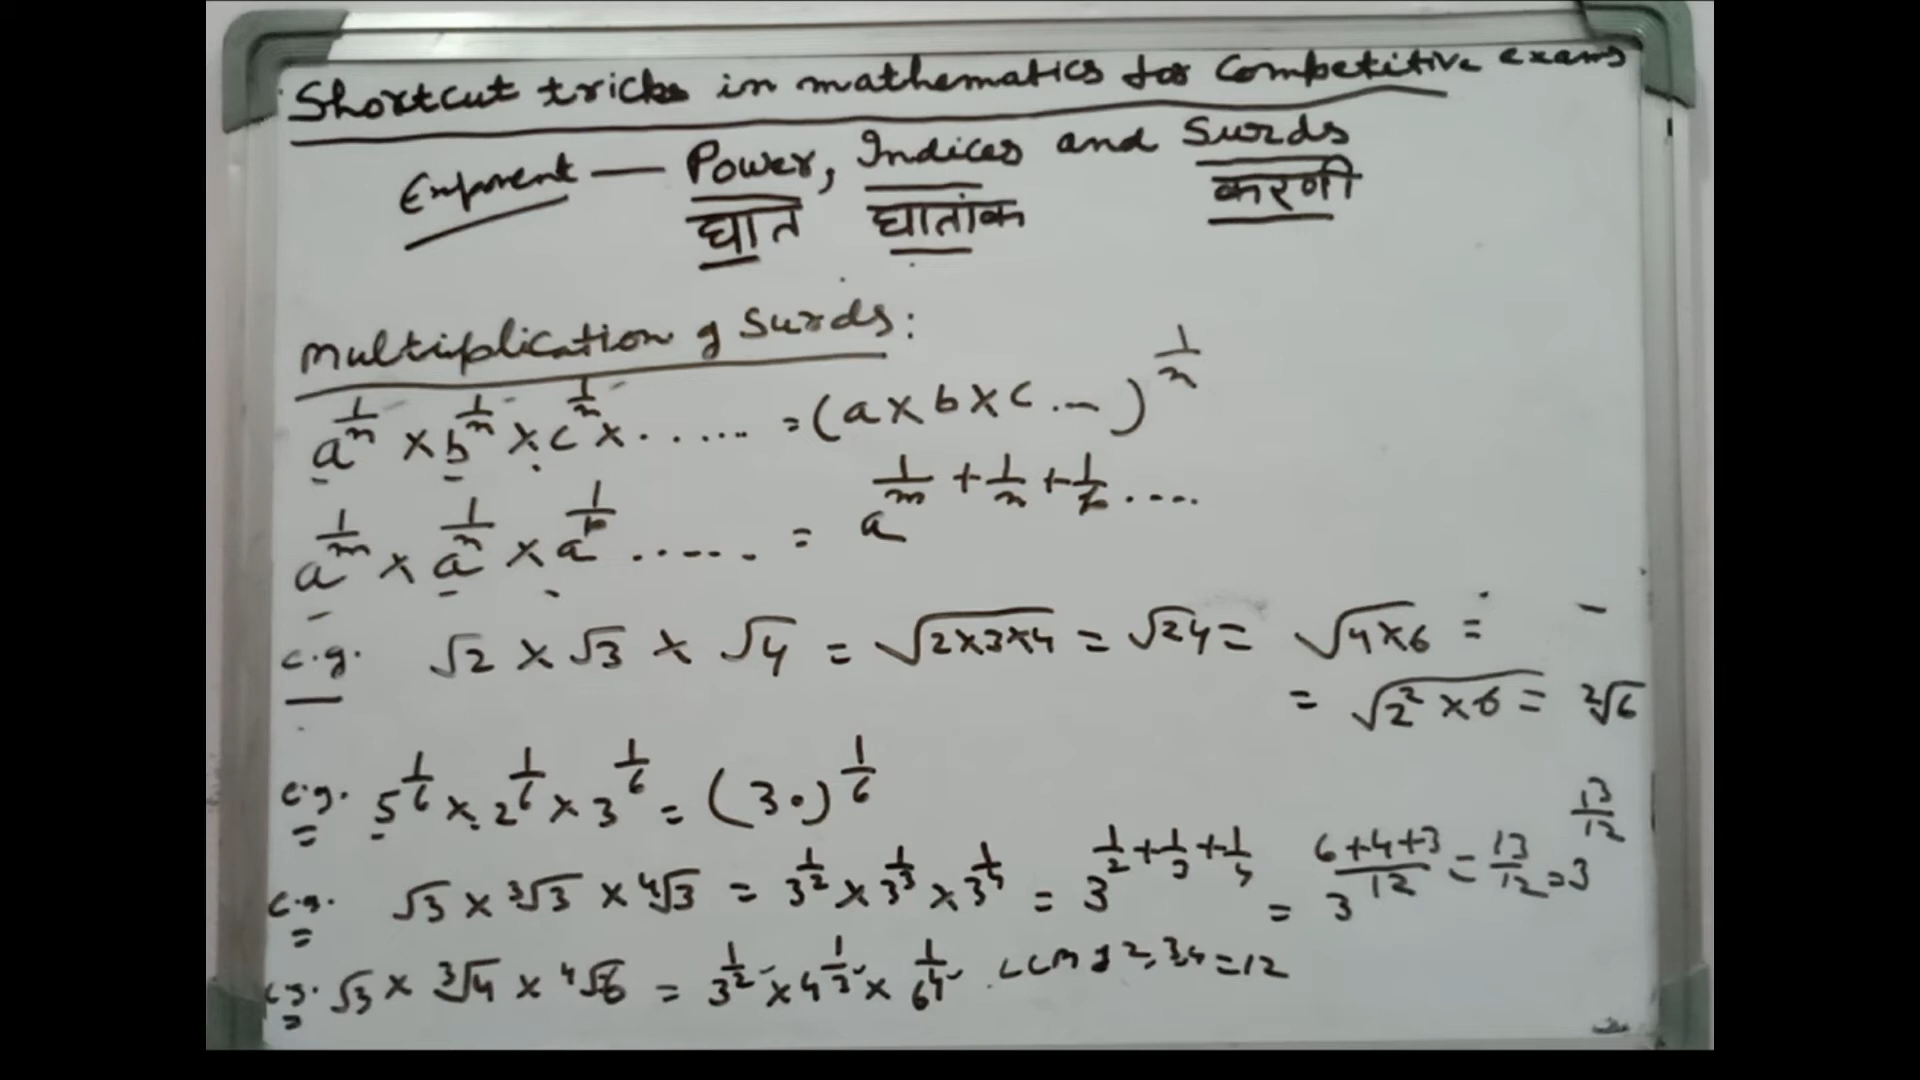 Shortcut tricks in mathematics for Competitive exams
Exponent — Power, Indices and Surds
घात घातांक करणी
Multiplication of Surds:
a^(1/n) × b^(1/n) × c^(1/n) × ...... = (a × b × c ...)^(1/n)
a^(1/m) × a^(1/n) × a^(1/p) ...... = a^(1/m + 1/n + 1/p ....)
e.g. √2 × √3 × √4 = √(2×3×4) = √24 = √(4×6) =
= √(2² × 6) = 2√6
e.g. 5^(1/6) × 2^(1/6) × 3^(1/6) = (30)^(1/6)
e.g. √3 × ∛3 × ∜3 = 3^(1/2) × 3^(1/3) × 3^(1/4) = 3^(1/2 + 1/3 + 1/4) = 3^((6+4+3)/12 = 13/12) = 3^(13/12)
e.g. √3 × ∛4 × ∜6 = 3^(1/2) × 4^(1/3) × 6^(1/4) LCM of 2, 3, 4 = 12